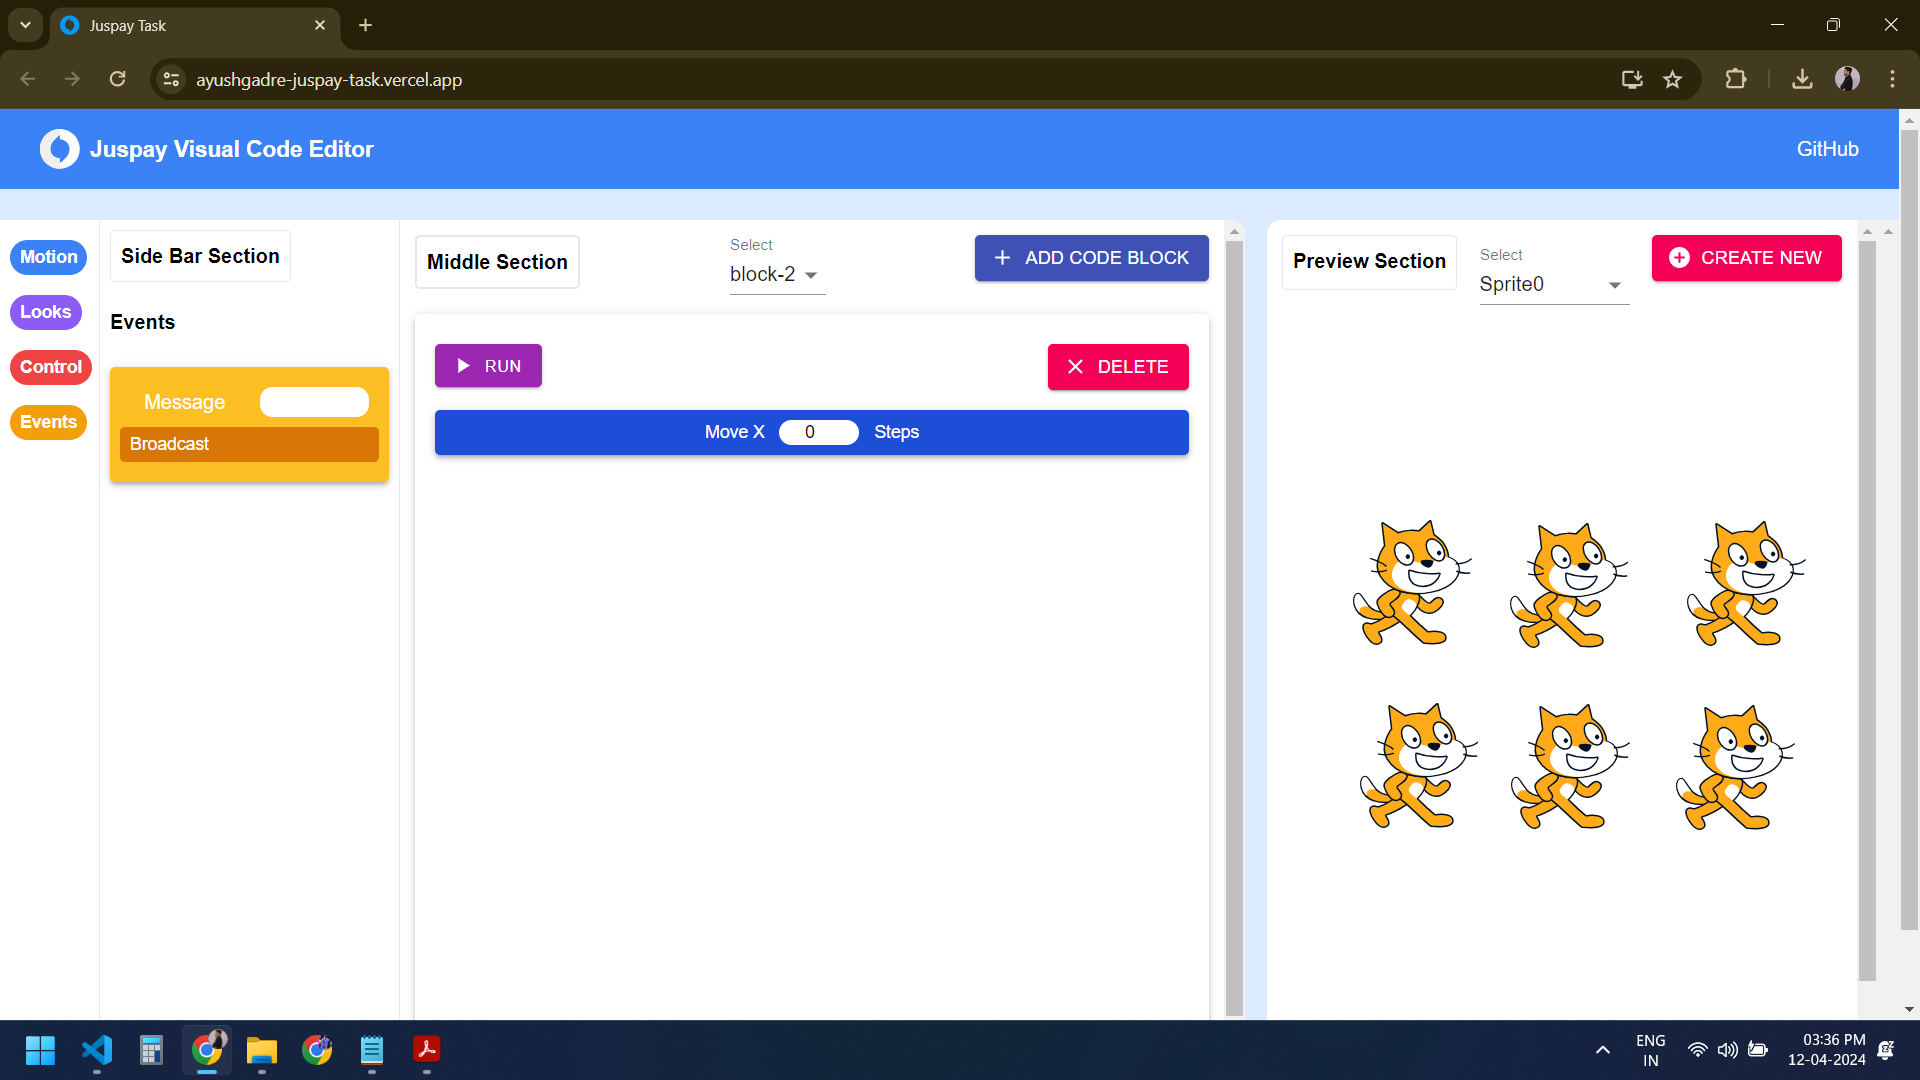 Juspay Task
ayushgadre-juspay-task.vercel.app
Juspay Visual Code Editor
GitHub
Motion
Looks
Control
Events
Side Bar Section
Events
Message
Broadcast
Middle Section
Select
block-2
ADD CODE BLOCK
RUN
DELETE
Move X 0 Steps
Preview Section
Select
Sprite0
CREATE NEW
ENG
IN
03:36 PM
12-04-2024